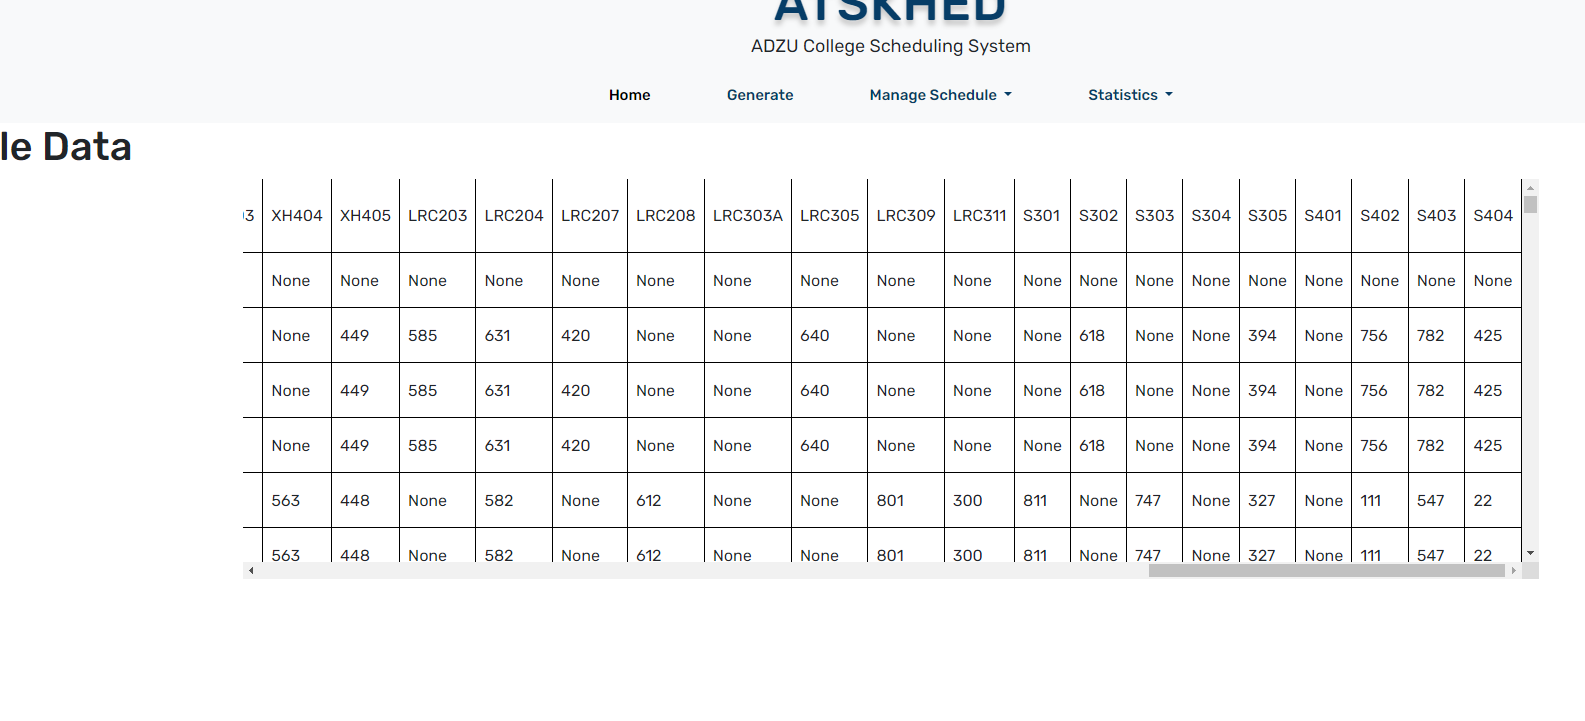 ATSKHED
ADZU College Scheduling System
Home Generate Manage Schedule Statistics
le Data
03 XH404 XH405 LRC203 LRC204 LRC207 LRC208 LRC303A LRC305 LRC309 LRC311 S301 S302 S303 S304 S305 S401 S402 S403 S404
None None None None None None None None None None None None None None None None None None None
None 449 585 631 420 None None 640 None None None 618 None None 394 None 756 782 425
None 449 585 631 420 None None 640 None None None 618 None None 394 None 756 782 425
None 449 585 631 420 None None 640 None None None 618 None None 394 None 756 782 425
563 448 None 582 None 612 None None 801 300 811 None 747 None 327 None 111 547 22
563 448 None 582 None 612 None None 801 300 811 None 747 None 327 None 111 547 22